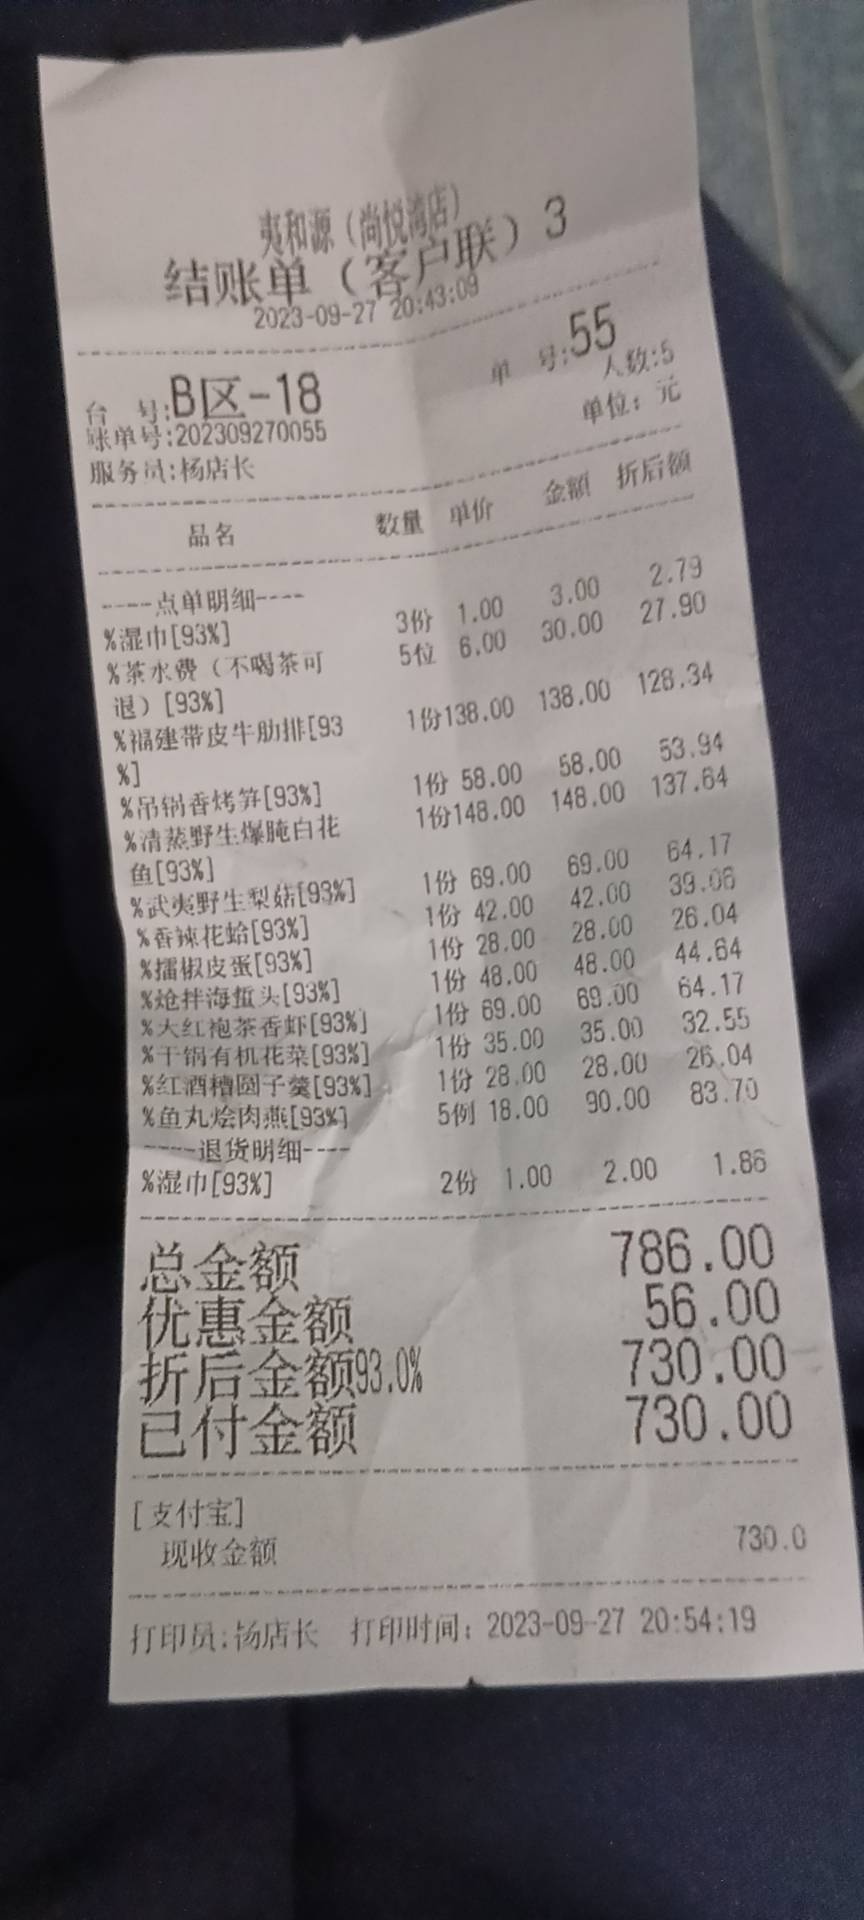 夷和源（尚悦湾店）
结账单（客户联）3
2023-09-27 20:43:09
单 号:55
台 号:B区-18 人数:5
账单号:202309270055 单位：元
服务员:杨店长
品名 数量 单价 金额 折后额
----点单明细----
%湿巾[93%] 3份 1.00 3.00 2.79
%茶水费（不喝茶可 5位 6.00 30.00 27.90
退）[93%]
%福建带皮牛肋排[93 1份138.00 138.00 128.34
%]
%吊锅香烤笋[93%] 1份 58.00 58.00 53.94
%清蒸野生爆腌白花 1份148.00 148.00 137.64
鱼[93%]
%武夷野生梨菇[93%] 1份 69.00 69.00 64.17
%香辣花蛤[93%] 1份 42.00 42.00 39.06
%擂椒皮蛋[93%] 1份 28.00 28.00 26.04
%炝拌海蜇头[93%] 1份 48.00 48.00 44.64
%大红袍茶香虾[93%] 1份 69.00 69.00 64.17
%干锅有机花菜[93%] 1份 35.00 35.00 32.55
%红酒糟圆子羹[93%] 1份 28.00 28.00 26.04
%鱼丸烩肉燕[93%] 5例 18.00 90.00 83.70
----退货明细----
%湿巾[93%] 2份 1.00 2.00 1.86
总金额 786.00
优惠金额 56.00
折后金额93.0% 730.00
已付金额 730.00
[支付宝]
现收金额 730.0
打印员:杨店长 打印时间：2023-09-27 20:54:19